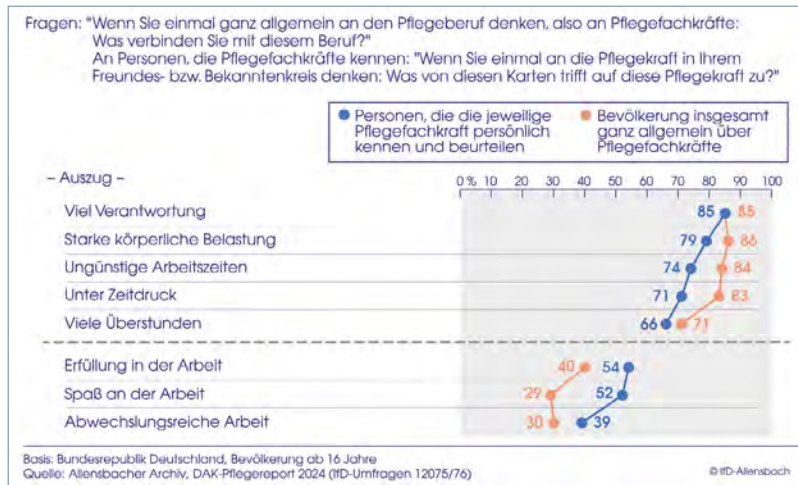 Fragen: "Wenn Sie einmal ganz allgemein an den Pflegeberuf denken, also an Pflegefachkräfte:
Was verbinden Sie mit diesem Beruf?"
An Personen, die Pflegefachkräfte kennen: "Wenn Sie einmal an die Pflegekraft in Ihrem
Freundes- bzw. Bekanntenkreis denken: Was von diesen Karten trifft auf diese Pflegekraft zu?"
Personen, die die jeweilige
Pflegefachkraft persönlich
kennen und beurteilen
Bevölkerung insgesamt
ganz allgemein über
Pflegefachkräfte
– Auszug –
0 % 10 20 30 40 50 60 70 80 90 100
Viel Verantwortung 85 85
Starke körperliche Belastung 79 86
Ungünstige Arbeitszeiten 74 84
Unter Zeitdruck 71 83
Viele Überstunden 66 71
Erfüllung in der Arbeit 40 54
Spaß an der Arbeit 29 52
Abwechslungsreiche Arbeit 30 39
Basis: Bundesrepublik Deutschland, Bevölkerung ab 16 Jahre
Quelle: Allensbacher Archiv, DAK-Pflegereport 2024 (IfD-Umfragen 12075/76)
© IfD-Allensbach